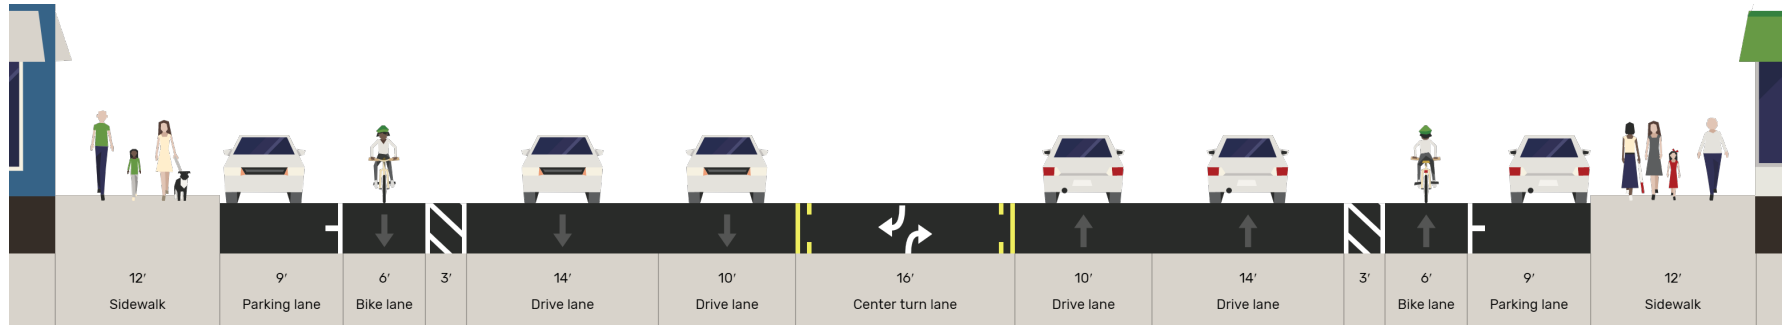 12′ 9′ 6′ 3′ 14′ 10′ 16′ 10′ 14′ 3′ 6′ 9′ 12′
Sidewalk Parking lane Bike lane Drive lane Drive lane Center turn lane Drive lane Drive lane Bike lane Parking lane Sidewalk